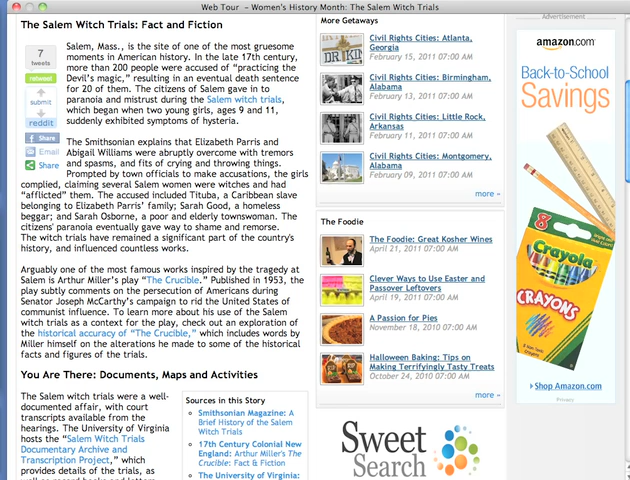 Web Tour – Women's History Month: The Salem Witch Trials
The Salem Witch Trials: Fact and Fiction
7
tweets
retweet
submit
reddit
Share
Email
Share
Salem, Mass., is the site of one of the most gruesome
moments in American history. In the late 17th century,
more than 200 people were accused of “practicing the
Devil’s magic,” resulting in an eventual death sentence
for 20 of them. The citizens of Salem gave in to
paranoia and mistrust during the Salem witch trials,
which began when two young girls, ages 9 and 11,
suddenly exhibited symptoms of hysteria.
The Smithsonian explains that Elizabeth Parris and
Abigail Williams were abruptly overcome with tremors
and spasms, and fits of crying and throwing things.
Prompted by town officials to make accusations, the girls
complied, claiming several Salem women were witches and had
“afflicted” them. The accused included Tituba, a Caribbean slave
belonging to Elizabeth Parris’ family; Sarah Good, a homeless
beggar; and Sarah Osborne, a poor and elderly townswoman. The
citizens' paranoia eventually gave way to shame and remorse.
The witch trials have remained a significant part of the country's
history, and influenced countless works.
Arguably one of the most famous works inspired by the tragedy at
Salem is Arthur Miller’s play “The Crucible.” Published in 1953, the
play subtly comments on the persecution of Americans during
Senator Joseph McCarthy’s campaign to rid the United States of
communist influence. To learn more about his use of the Salem
witch trials as a context for the play, check out an exploration of
the historical accuracy of “The Crucible,” which includes words by
Miller himself on the alterations he made to some of the historical
facts and figures of the trials.
You Are There: Documents, Maps and Activities
The Salem witch trials were a well-
documented affair, with court
transcripts available from the
hearings. The University of Virginia
hosts the “Salem Witch Trials
Documentary Archive and
Transcription Project,” which
provides details of the trials, as
well as record books and letters
Sources in this Story
Smithsonian Magazine: A
Brief History of the Salem
Witch Trials
17th Century Colonial New
England: Arthur Miller's The
Crucible: Fact & Fiction
The University of Virginia:
More Getaways
Civil Rights Cities: Atlanta,
Georgia
February 15, 2011 07:00 AM
Civil Rights Cities: Birmingham,
Alabama
February 13, 2011 07:00 AM
Civil Rights Cities: Little Rock,
Arkansas
February 11, 2011 07:00 AM
Civil Rights Cities: Montgomery,
Alabama
February 09, 2011 07:00 AM
more »
The Foodie
The Foodie: Great Kosher Wines
April 21, 2011 07:00 AM
Clever Ways to Use Easter and
Passover Leftovers
April 19, 2011 07:00 AM
A Passion for Pies
November 18, 2010 07:00 AM
Halloween Baking: Tips on
Making Terrifyingly Tasty Treats
October 24, 2010 07:00 AM
more »
Sweet
Search
Advertisement
amazon.com
Back-to-School
Savings
8
Crayola
CRAYONS
Shop Amazon.com
Privacy